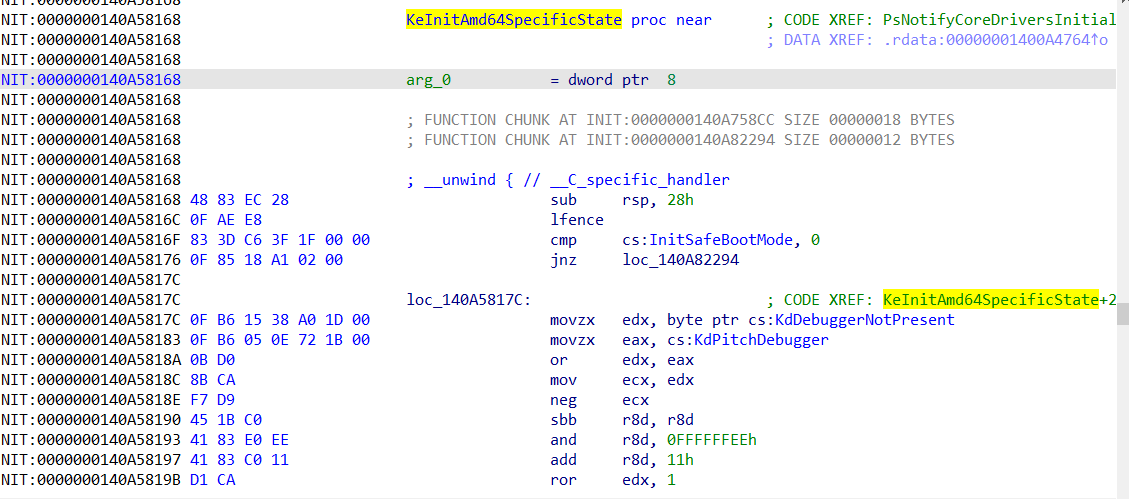 NIT:0000000140A58168
NIT:0000000140A58168 KeInitAmd64SpecificState proc near ; CODE XREF: PsNotifyCoreDriversInitial
NIT:0000000140A58168 ; DATA XREF: .rdata:00000001400A4764↑o
NIT:0000000140A58168
NIT:0000000140A58168 arg_0 = dword ptr 8
NIT:0000000140A58168
NIT:0000000140A58168 ; FUNCTION CHUNK AT INIT:0000000140A758CC SIZE 00000018 BYTES
NIT:0000000140A58168 ; FUNCTION CHUNK AT INIT:0000000140A82294 SIZE 00000012 BYTES
NIT:0000000140A58168
NIT:0000000140A58168 ; __unwind { // __C_specific_handler
NIT:0000000140A58168 48 83 EC 28 sub rsp, 28h
NIT:0000000140A5816C 0F AE E8 lfence
NIT:0000000140A5816F 83 3D C6 3F 1F 00 00 cmp cs:InitSafeBootMode, 0
NIT:0000000140A58176 0F 85 18 A1 02 00 jnz loc_140A82294
NIT:0000000140A5817C
NIT:0000000140A5817C loc_140A5817C: ; CODE XREF: KeInitAmd64SpecificState+2
NIT:0000000140A5817C 0F B6 15 38 A0 1D 00 movzx edx, byte ptr cs:KdDebuggerNotPresent
NIT:0000000140A58183 0F B6 05 0E 72 1B 00 movzx eax, cs:KdPitchDebugger
NIT:0000000140A5818A 0B D0 or edx, eax
NIT:0000000140A5818C 8B CA mov ecx, edx
NIT:0000000140A5818E F7 D9 neg ecx
NIT:0000000140A58190 45 1B C0 sbb r8d, r8d
NIT:0000000140A58193 41 83 E0 EE and r8d, 0FFFFFFEEh
NIT:0000000140A58197 41 83 C0 11 add r8d, 11h
NIT:0000000140A5819B D1 CA ror edx, 1